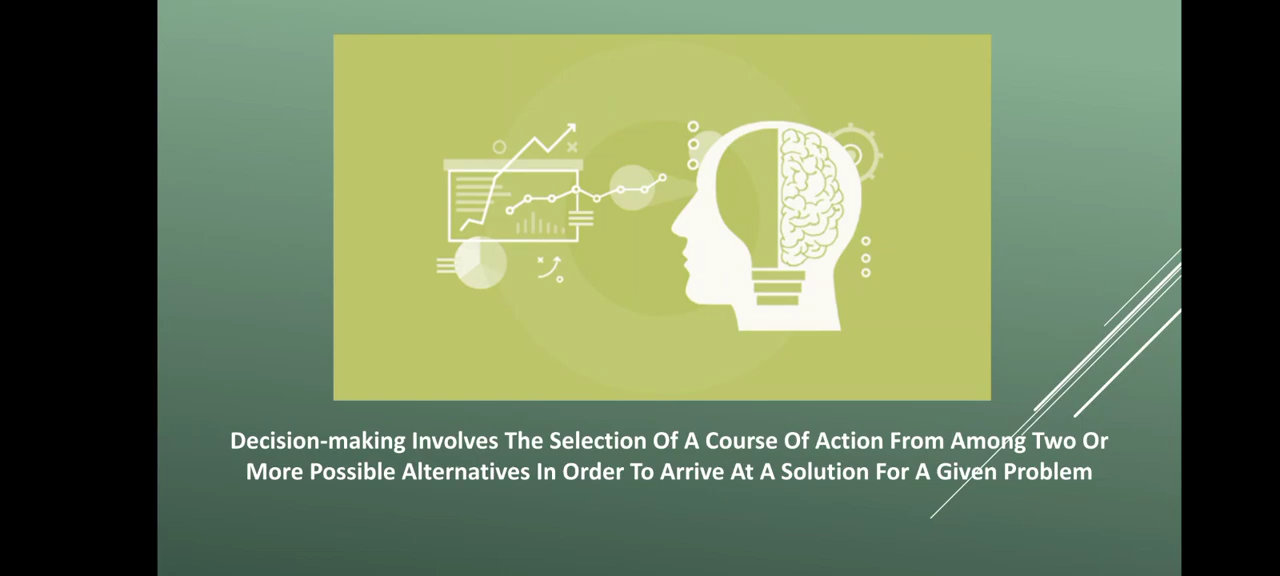 Decision-making Involves The Selection Of A Course Of Action From Among Two Or
More Possible Alternatives In Order To Arrive At A Solution For A Given Problem